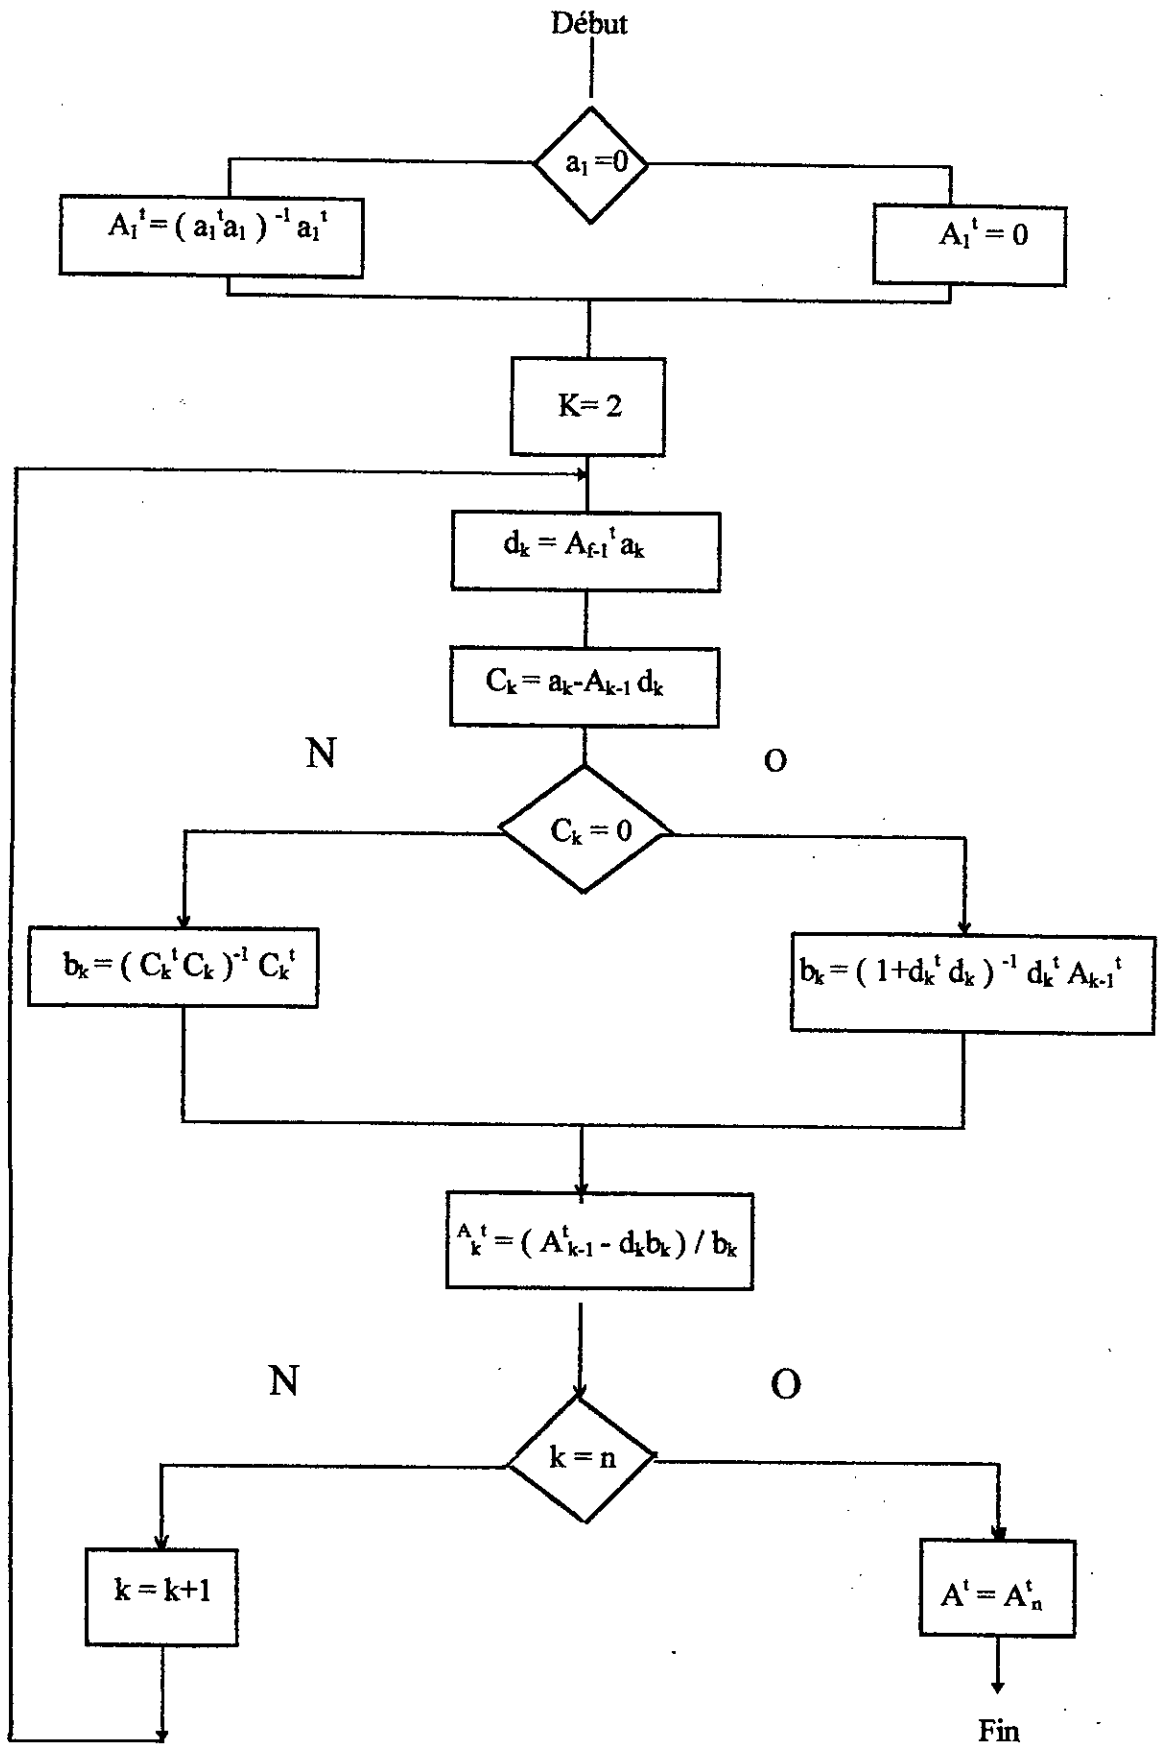 Début
a₁ =0
A₁ᵗ = ( a₁ᵗa₁ ) ⁻¹ a₁ᵗ
A₁ᵗ = 0
K= 2
dₖ = A_{f-1}ᵗ aₖ
Cₖ = aₖ-Aₖ₋₁ dₖ
N
O
Cₖ = 0
bₖ = ( Cₖᵗ Cₖ )⁻¹ Cₖᵗ
bₖ = ( 1+dₖᵗ dₖ ) ⁻¹ dₖᵗ Aₖ₋₁ᵗ
Aₖᵗ = ( Aᵗₖ₋₁ - dₖbₖ ) / bₖ
N
O
k = n
k = k+1
Aᵗ = Aᵗₙ
Fin